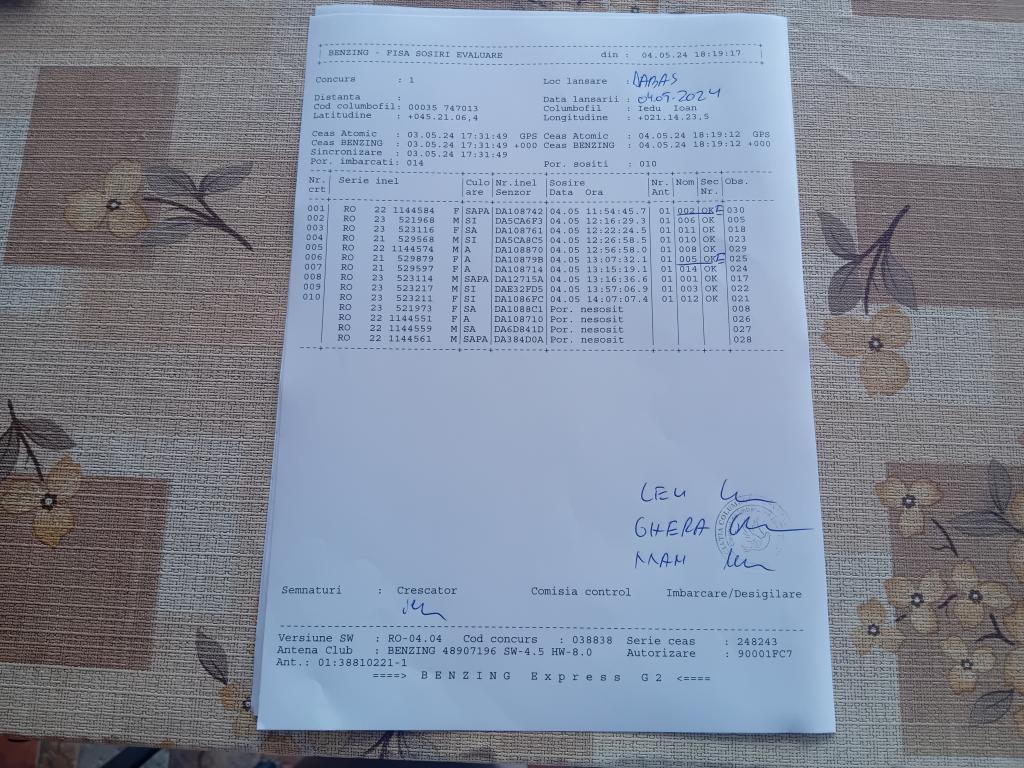 BENZING - FISA SOSIRI EVALUARE din : 04.05.24 18:19:17
Concurs : 1 Loc lansare : DABAS
Distanta : Data lansarii : 04.05.2024
Cod columbofil: 00035 747013 Columbofil : Iedu Ioan
Latitudine : +045.21.06,4 Longitudine : +021.14.23,5
Ceas Atomic : 03.05.24 17:31:49 GPS Ceas Atomic : 04.05.24 18:19:12 GPS
Ceas BENZING : 03.05.24 17:31:49 +000 Ceas BENZING : 04.05.24 18:19:12 +000
Sincronizare : 03.05.24 17:31:49
Por. imbarcati: 014 Por. sositi : 010
Nr. Serie inel Culo Nr.inel Sosire Nr. Nom Sec Obs.
crt are Senzor Data Ora Ant Nr.
001 RO 22 1144584 F SAPA DA108742 04.05 11:54:45.7 01 002 OK E 030
002 RO 23 521968 M SI DA5CA6F3 04.05 12:16:29.3 01 006 OK 005
003 RO 23 523116 F SA DA108761 04.05 12:22:24.5 01 011 OK 018
004 RO 21 529568 M SI DA5CA8C5 04.05 12:26:58.5 01 010 OK 023
005 RO 22 1144574 M A DA108870 04.05 12:56:58.0 01 008 OK 029
006 RO 21 529879 F A DA10879B 04.05 13:07:32.1 01 005 OK E 025
007 RO 21 529597 F A DA108714 04.05 13:15:19.1 01 014 OK 024
008 RO 23 523114 M SAPA DA12715A 04.05 13:16:36.6 01 001 OK 017
009 RO 23 523217 M SI DAE32FD5 04.05 13:57:06.9 01 003 OK 022
010 RO 23 523211 F SI DA1086FC 04.05 14:07:07.4 01 012 OK 021
RO 23 521973 F SA DA1088C1 Por. nesosit 008
RO 22 1144551 F A DA108710 Por. nesosit 026
RO 22 1144559 M SA DA6D841D Por. nesosit 027
RO 22 1144561 M SAPA DA384D0A Por. nesosit 028
LEU
GHERA
MAN
Semnaturi : Crescator Comisia control Imbarcare/Desigilare
Versiune SW : RO-04.04 Cod concurs : 038838 Serie ceas : 248243
Antena Club : BENZING 48907196 SW-4.5 HW-8.0 Autorizare : 90001FC7
Ant.: 01:38810221-1
====> BENZING Express G2 <====